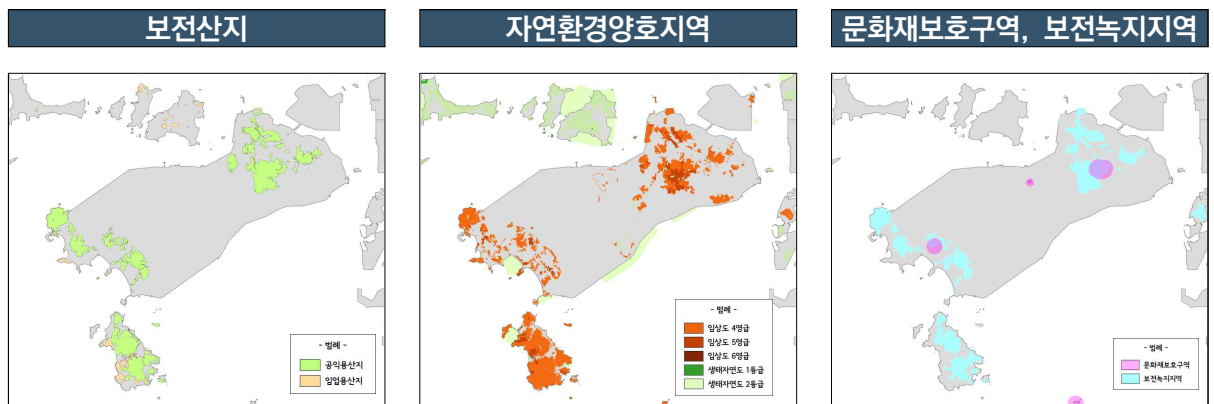 보전산지
자연환경양호지역
문화재보호구역, 보전녹지지역
- 범례 -
공익용산지
임업용산지
- 범례 -
임상도 4영급
임상도 5영급
임상도 6영급
생태자연도 1등급
생태자연도 2등급
- 범례 -
문화재보호구역
보전녹지지역